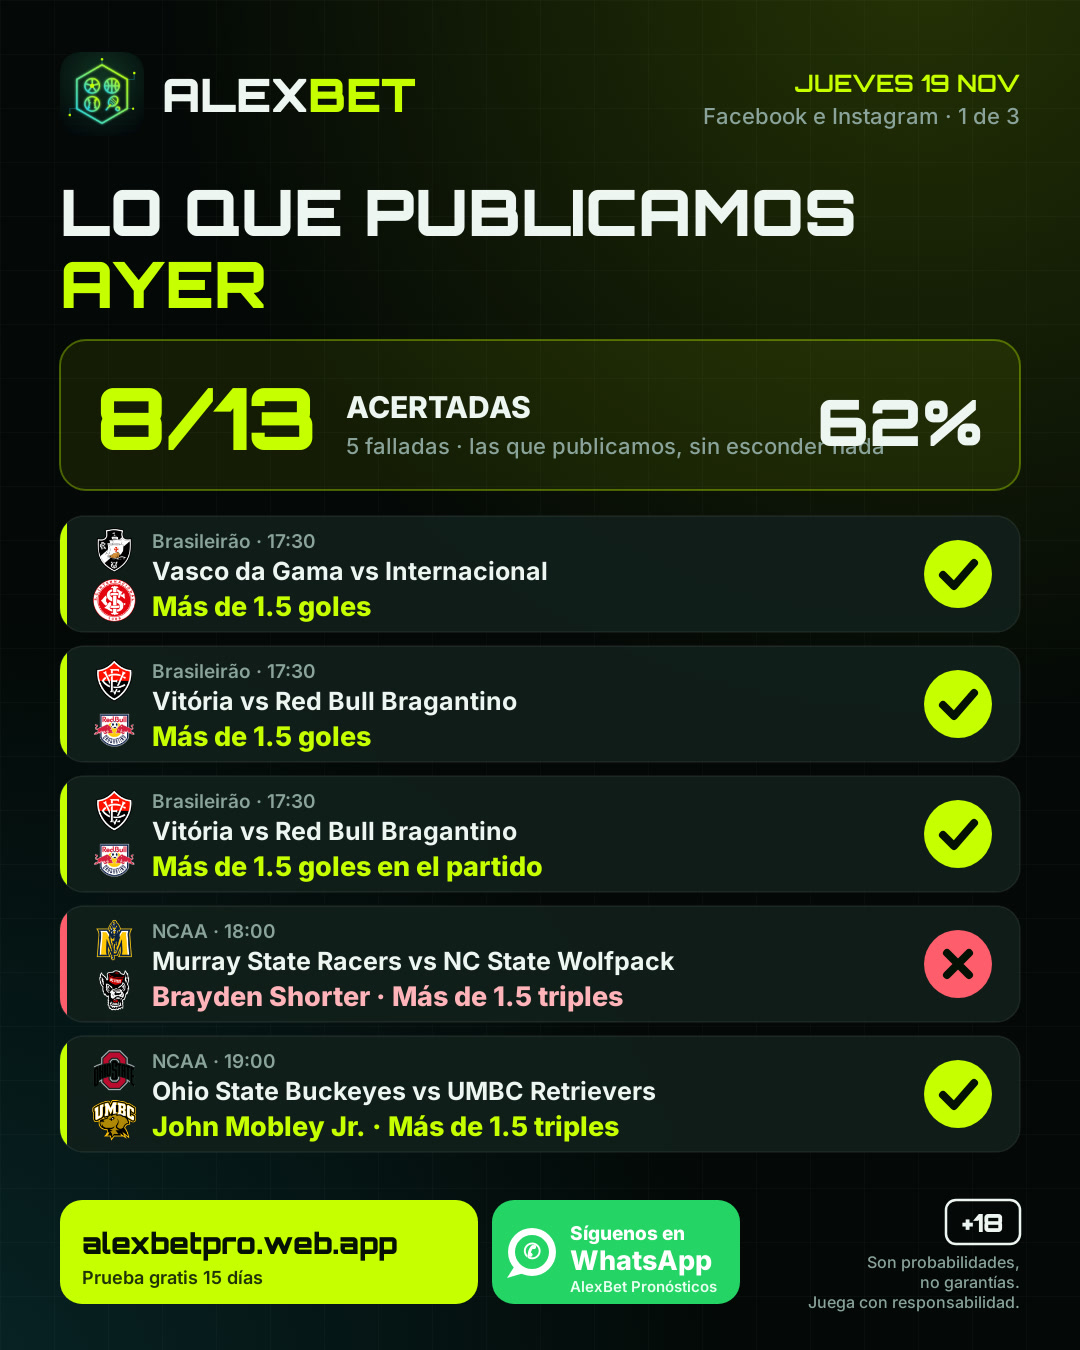 ALEXBET
JUEVES 19 NOV
Facebook e Instagram · 1 de 3
LO QUE PUBLICAMOS
AYER
8/13
ACERTADAS
5 falladas · las que publicamos, sin esconder nada
62%
Brasileirão · 17:30
Vasco da Gama vs Internacional
Más de 1.5 goles
Brasileirão · 17:30
Vitória vs Red Bull Bragantino
Más de 1.5 goles
Brasileirão · 17:30
Vitória vs Red Bull Bragantino
Más de 1.5 goles en el partido
NCAA · 18:00
Murray State Racers vs NC State Wolfpack
Brayden Shorter · Más de 1.5 triples
NCAA · 19:00
Ohio State Buckeyes vs UMBC Retrievers
UMBC
John Mobley Jr. · Más de 1.5 triples
alexbetpro.web.app
Prueba gratis 15 días
Síguenos en
WhatsApp
AlexBet Pronósticos
+18
Son probabilidades,
no garantías.
Juega con responsabilidad.